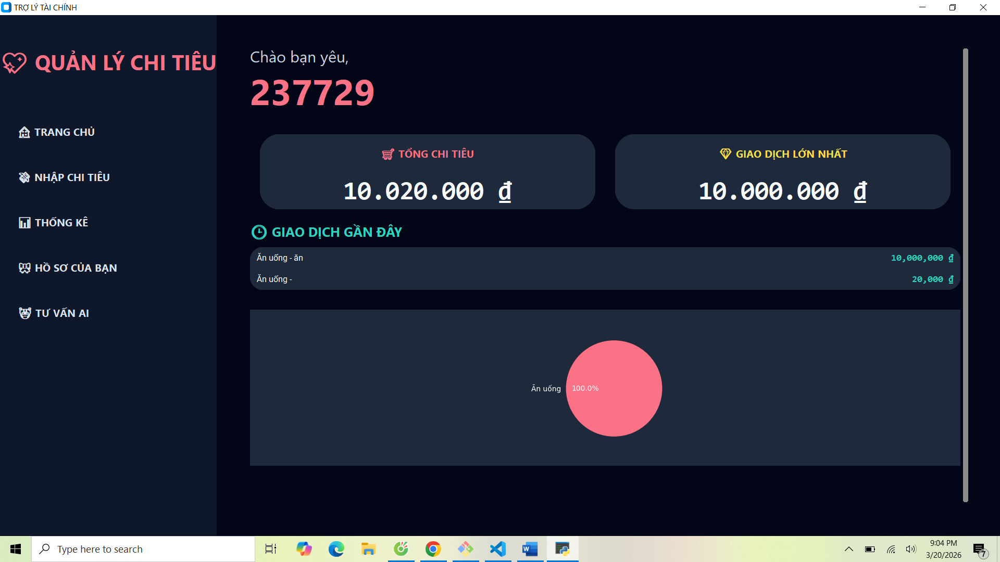 TRỢ LÝ TÀI CHÍNH
QUẢN LÝ CHI TIÊU
TRANG CHỦ
NHẬP CHI TIÊU
THỐNG KÊ
HỒ SƠ CỦA BẠN
TƯ VẤN AI
Chào bạn yêu,
237729
TỔNG CHI TIÊU
10.020.000 ₫
GIAO DỊCH LỚN NHẤT
10.000.000 ₫
GIAO DỊCH GẦN ĐÂY
Ăn uống - ăn 10,000,000 ₫
Ăn uống - 20,000 ₫
Ăn uống 100.0%
Type here to search
9:04 PM
3/20/2026
7